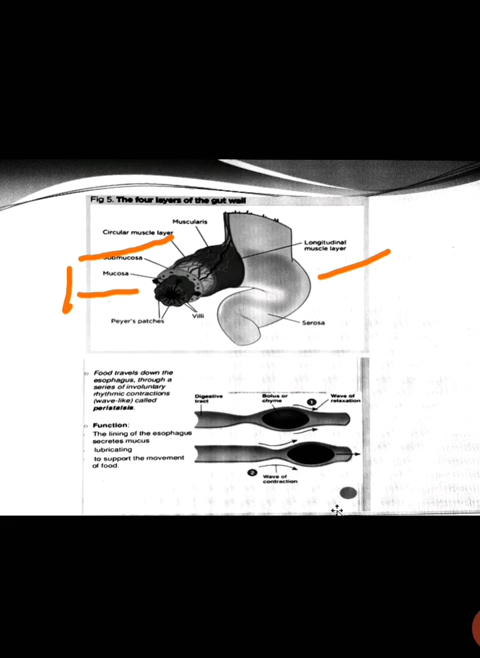 Fig 5. The four layers of the gut wall
Muscularis
Circular muscle layer
Submucosa
Mucosa
Peyer's patches
Villi
Longitudinal
muscle layer
Serosa
Food travels down the
esophagus, through a
series of involuntary
rhythmic contractions
(wave-like) called
peristalsis.
Function:
The lining of the esophagus
secretes mucus
lubricating
to support the movement
of food.
Digestive
tract
Bolus or
chyme
1
Wave of
relaxation
2
Wave of
contraction